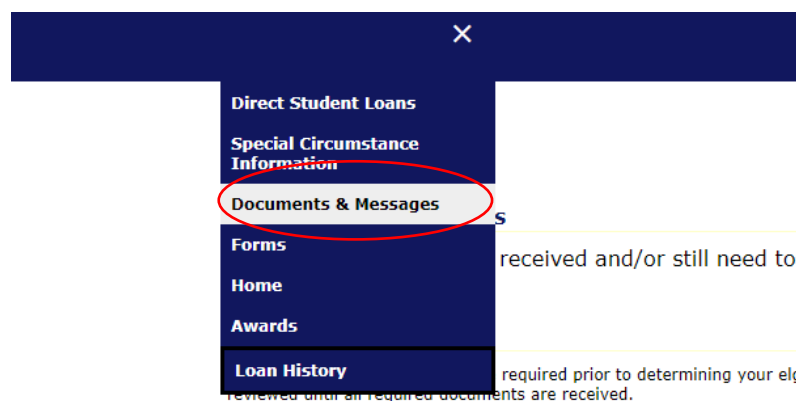 ×
Direct Student Loans
Special Circumstance
Information
Documents & Messages
s
Forms
received and/or still need to
Home
Awards
Loan History
required prior to determining your elg
reviewed until all required documents are received.